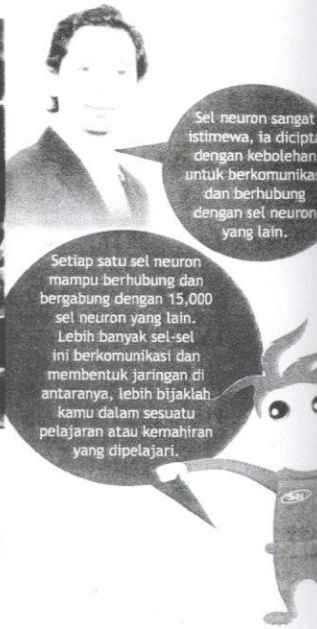 Sel neuron sangat
istimewa, ia dicipta
dengan kebolehan
untuk berkomunikas
dan berhubung
dengan sel neuron
yang lain.
Setiap satu sel neuron
mampu berhubung dan
bergabung dengan 15,000
sel neuron yang lain.
Lebih banyak sel-sel
ini berkomunikasi dan
membentuk jaringan di
antaranya, lebih bijaklah
kamu dalam sesuatu
pelajaran atau kemahiran
yang dipelajari.